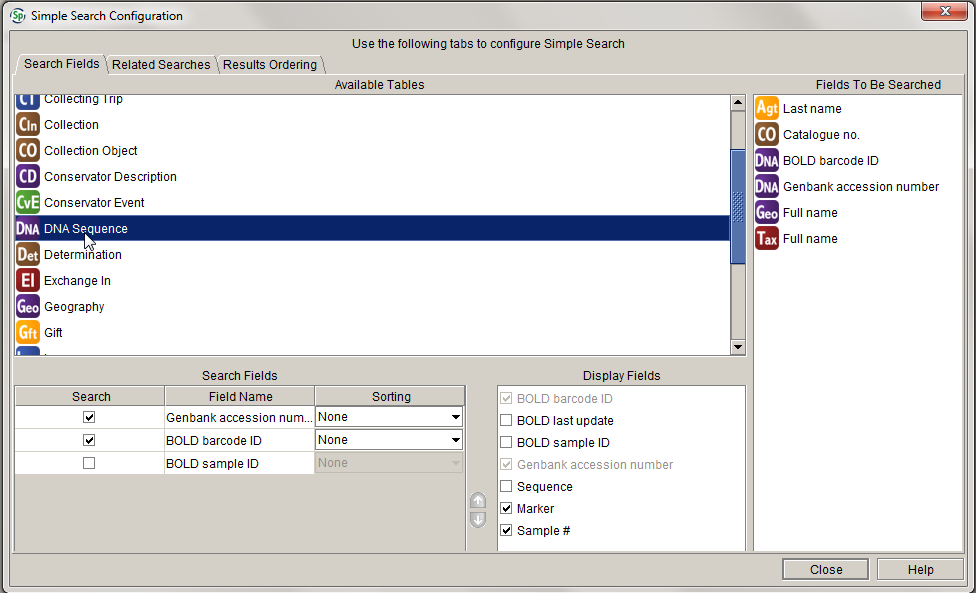 Sp Simple Search Configuration
Use the following tabs to configure Simple Search
Search Fields Related Searches Results Ordering
Available Tables
CT Collecting Trip
Cln Collection
CO Collection Object
CD Conservator Description
CvE Conservator Event
DNA DNA Sequence
Det Determination
EI Exchange In
Geo Geography
Gft Gift
Fields To Be Searched
Agt Last name
CO Catalogue no.
DNA BOLD barcode ID
DNA Genbank accession number
Geo Full name
Tax Full name
Search Fields
Search Field Name Sorting
Genbank accession num... None
BOLD barcode ID None
BOLD sample ID None
Display Fields
BOLD barcode ID
BOLD last update
BOLD sample ID
Genbank accession number
Sequence
Marker
Sample #
Close Help